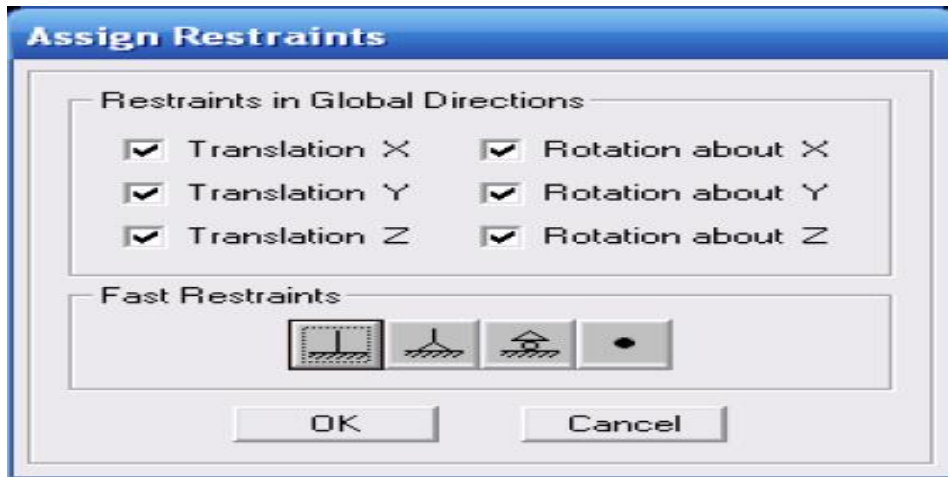 Assign Restraints
Restraints in Global Directions
Translation X Rotation about X
Translation Y Rotation about Y
Translation Z Rotation about Z
Fast Restraints
OK Cancel